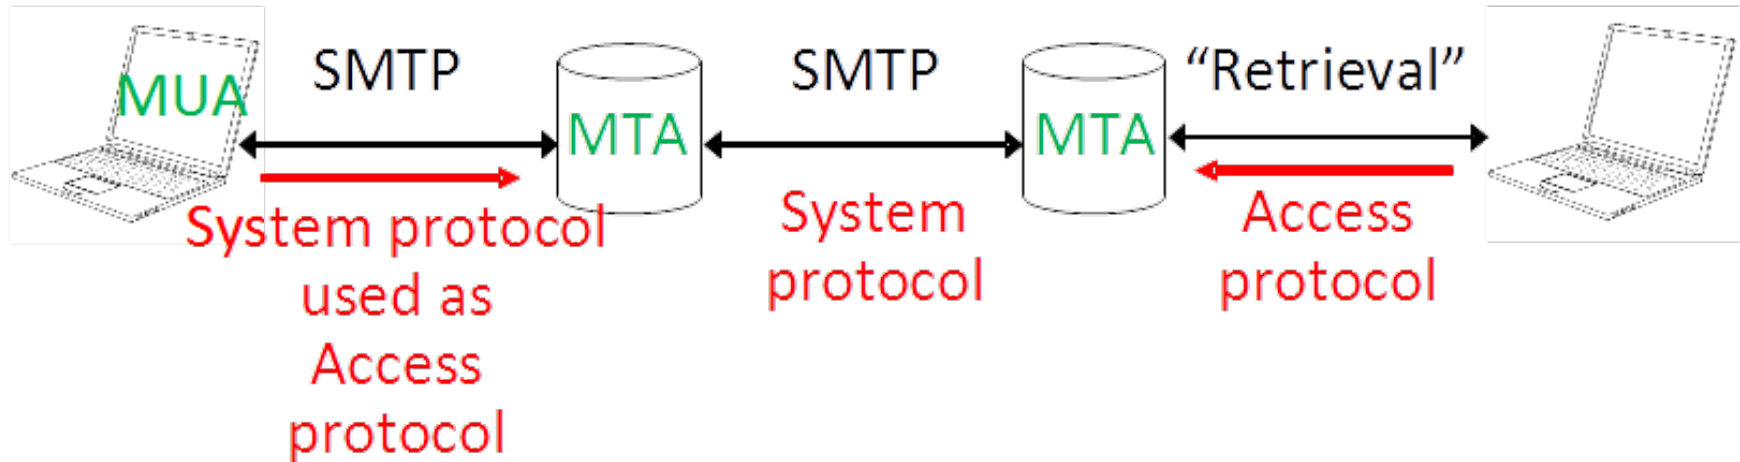 MUA
SMTP
MTA
SMTP
MTA
“Retrieval”
System protocol
used as
Access
protocol
System
protocol
Access
protocol